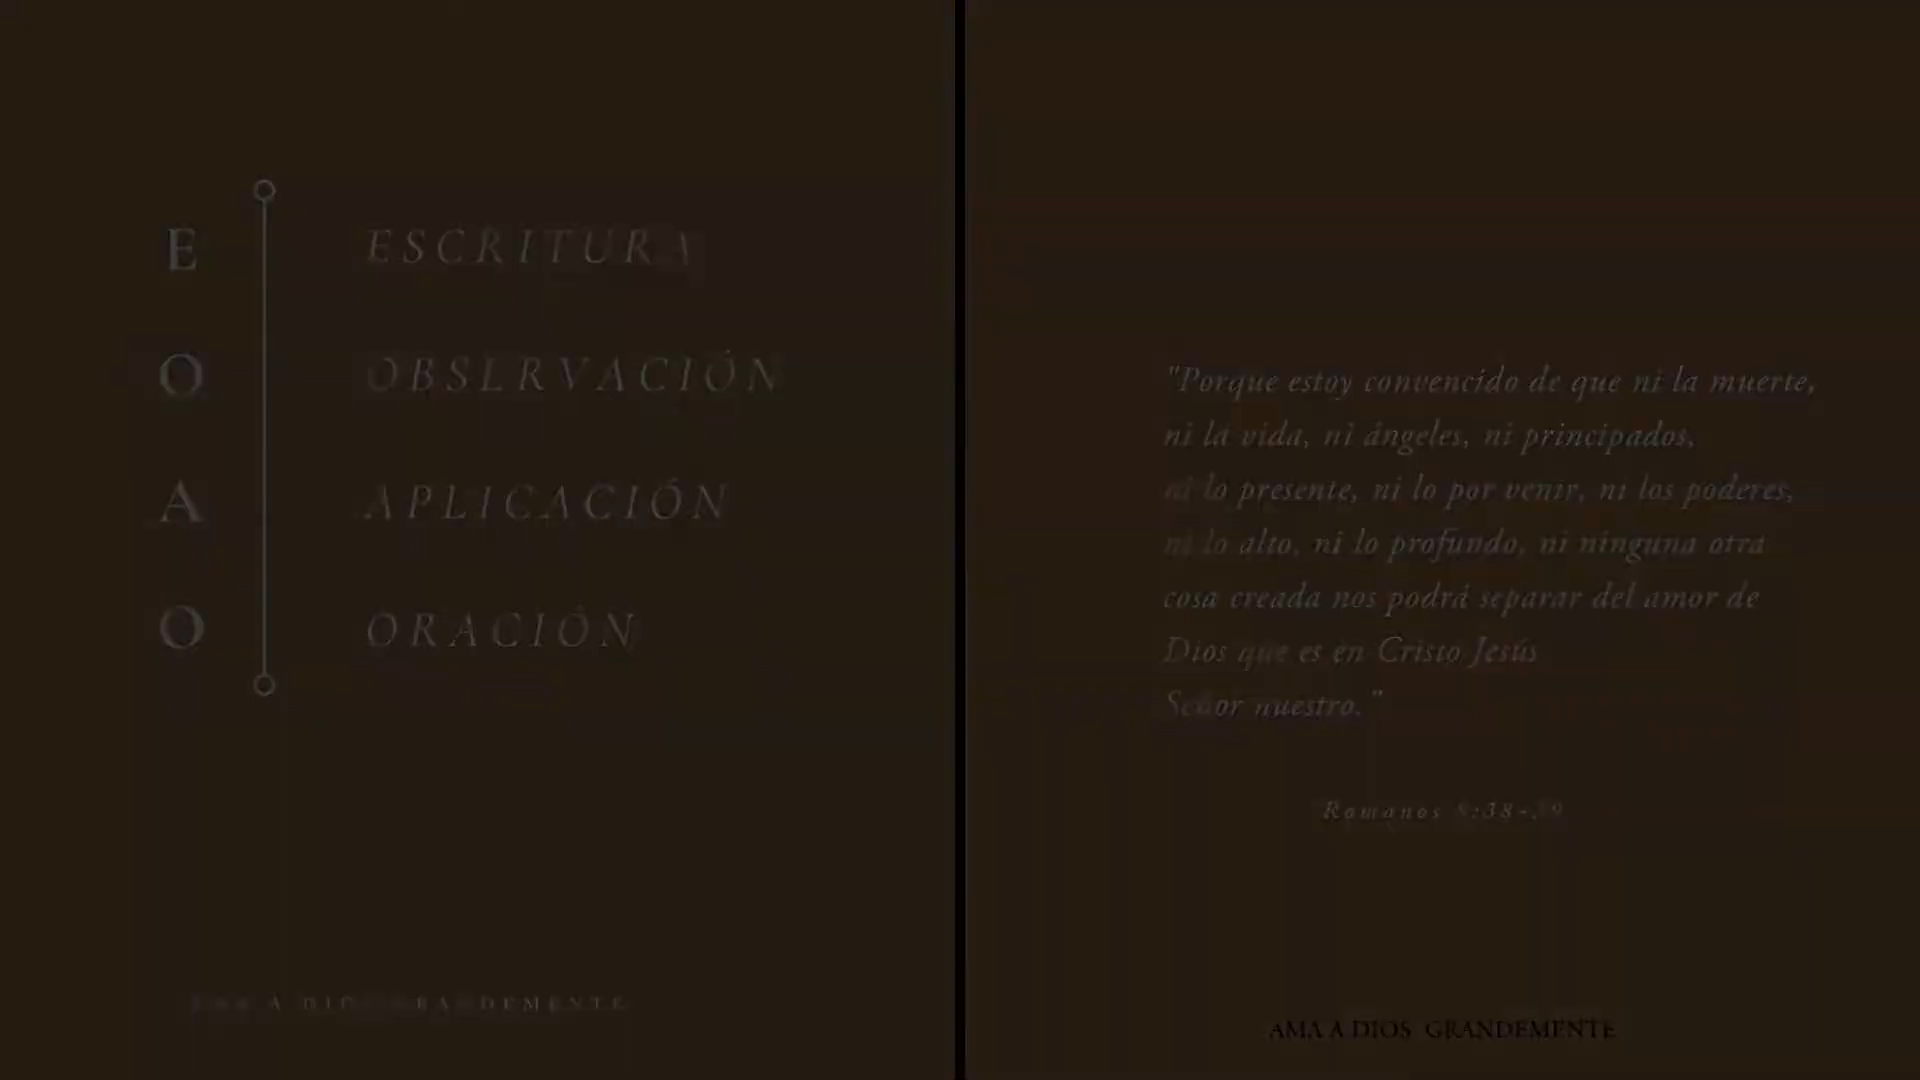 E ESCRITURA
O OBSERVACIÓN
A APLICACIÓN
O ORACIÓN
AMA A DIOS GRANDEMENTE
"Porque estoy convencido de que ni la muerte,
ni la vida, ni ángeles, ni principados,
ni lo presente, ni lo por venir, ni los poderes,
ni lo alto, ni lo profundo, ni ninguna otra
cosa creada nos podrá separar del amor de
Dios que es en Cristo Jesús
Señor nuestro."
Romanos 8:38-39
AMA A DIOS GRANDEMENTE